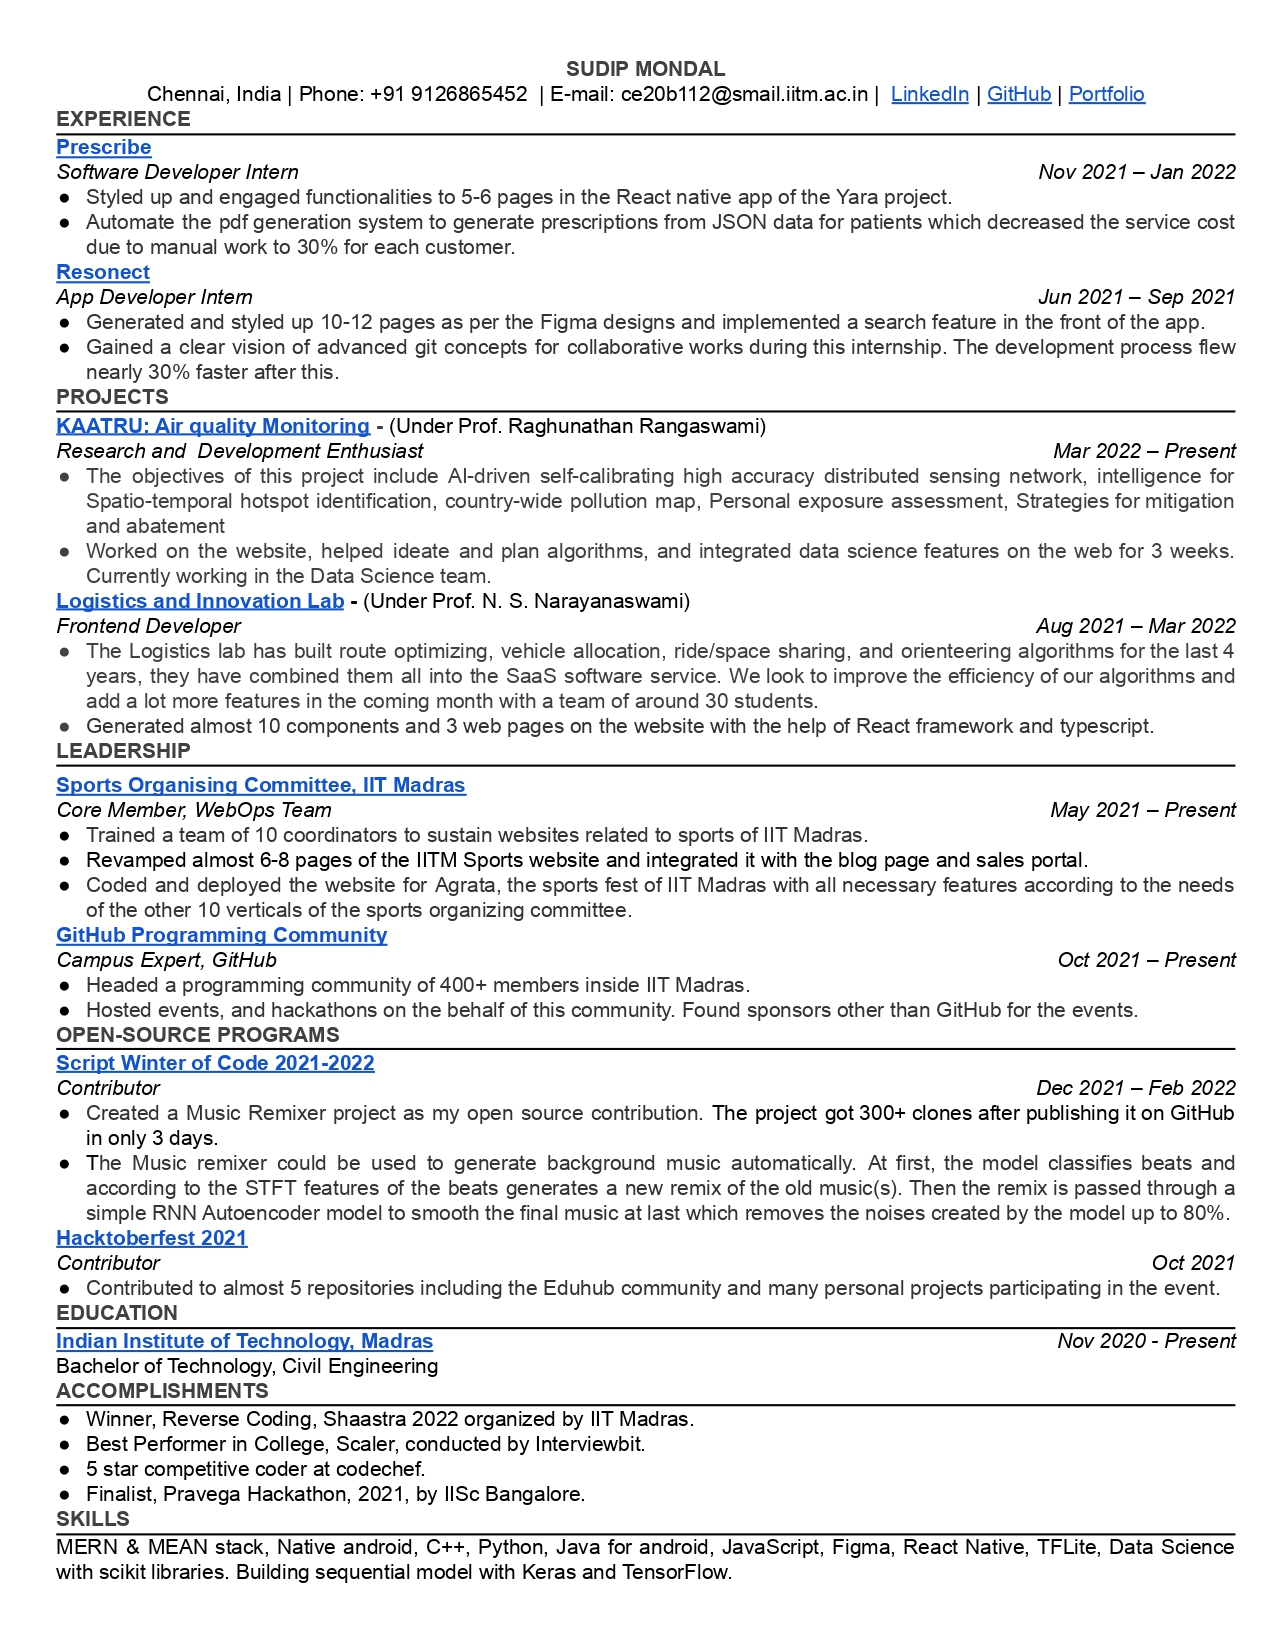 SUDIP MONDAL
Chennai, India | Phone: +91 9126865452 | E-mail: ce20b112@smail.iitm.ac.in | LinkedIn | GitHub | Portfolio
EXPERIENCE
Prescribe
Software Developer Intern Nov 2021 – Jan 2022
● Styled up and engaged functionalities to 5-6 pages in the React native app of the Yara project.
● Automate the pdf generation system to generate prescriptions from JSON data for patients which decreased the service cost
due to manual work to 30% for each customer.
Resonect
App Developer Intern Jun 2021 – Sep 2021
● Generated and styled up 10-12 pages as per the Figma designs and implemented a search feature in the front of the app.
● Gained a clear vision of advanced git concepts for collaborative works during this internship. The development process flew
nearly 30% faster after this.
PROJECTS
KAATRU: Air quality Monitoring - (Under Prof. Raghunathan Rangaswami)
Research and Development Enthusiast Mar 2022 – Present
● The objectives of this project include AI-driven self-calibrating high accuracy distributed sensing network, intelligence for
Spatio-temporal hotspot identification, country-wide pollution map, Personal exposure assessment, Strategies for mitigation
and abatement
● Worked on the website, helped ideate and plan algorithms, and integrated data science features on the web for 3 weeks.
Currently working in the Data Science team.
Logistics and Innovation Lab - (Under Prof. N. S. Narayanaswami)
Frontend Developer Aug 2021 – Mar 2022
● The Logistics lab has built route optimizing, vehicle allocation, ride/space sharing, and orienteering algorithms for the last 4
years, they have combined them all into the SaaS software service. We look to improve the efficiency of our algorithms and
add a lot more features in the coming month with a team of around 30 students.
● Generated almost 10 components and 3 web pages on the website with the help of React framework and typescript.
LEADERSHIP
Sports Organising Committee, IIT Madras
Core Member, WebOps Team May 2021 – Present
● Trained a team of 10 coordinators to sustain websites related to sports of IIT Madras.
● Revamped almost 6-8 pages of the IITM Sports website and integrated it with the blog page and sales portal.
● Coded and deployed the website for Agrata, the sports fest of IIT Madras with all necessary features according to the needs
of the other 10 verticals of the sports organizing committee.
GitHub Programming Community
Campus Expert, GitHub Oct 2021 – Present
● Headed a programming community of 400+ members inside IIT Madras.
● Hosted events, and hackathons on the behalf of this community. Found sponsors other than GitHub for the events.
OPEN-SOURCE PROGRAMS
Script Winter of Code 2021-2022
Contributor Dec 2021 – Feb 2022
● Created a Music Remixer project as my open source contribution. The project got 300+ clones after publishing it on GitHub
in only 3 days.
● The Music remixer could be used to generate background music automatically. At first, the model classifies beats and
according to the STFT features of the beats generates a new remix of the old music(s). Then the remix is passed through a
simple RNN Autoencoder model to smooth the final music at last which removes the noises created by the model up to 80%.
Hacktoberfest 2021
Contributor Oct 2021
● Contributed to almost 5 repositories including the Eduhub community and many personal projects participating in the event.
EDUCATION
Indian Institute of Technology, Madras Nov 2020 - Present
Bachelor of Technology, Civil Engineering
ACCOMPLISHMENTS
● Winner, Reverse Coding, Shaastra 2022 organized by IIT Madras.
● Best Performer in College, Scaler, conducted by Interviewbit.
● 5 star competitive coder at codechef.
● Finalist, Pravega Hackathon, 2021, by IISc Bangalore.
SKILLS
MERN & MEAN stack, Native android, C++, Python, Java for android, JavaScript, Figma, React Native, TFLite, Data Science
with scikit libraries. Building sequential model with Keras and TensorFlow.